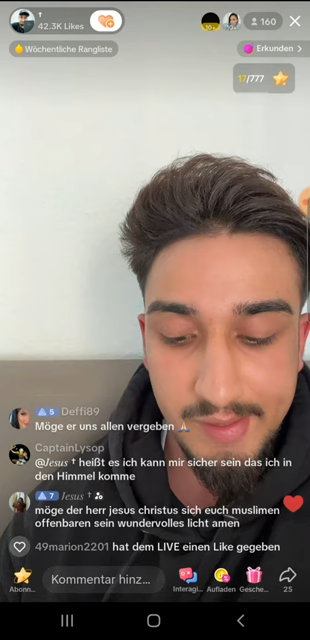 †
42.3K Likes
160
Wöchentliche Rangliste
Erkunden
17/777
5 Deffi89
Möge er uns allen vergeben 🙏
CaptainLysop
@𝐽𝑒𝑠𝑢𝑠 † heißt es ich kann mir sicher sein das ich in
den Himmel komme
7 𝐽𝑒𝑠𝑢𝑠 †
möge der herr jesus christus sich euch muslimen
offenbaren sein wundervolles licht amen
49marion2201 hat dem LIVE einen Like gegeben
Abonn...
Kommentar hinz...
Interagi...
Aufladen
Gesche...
25